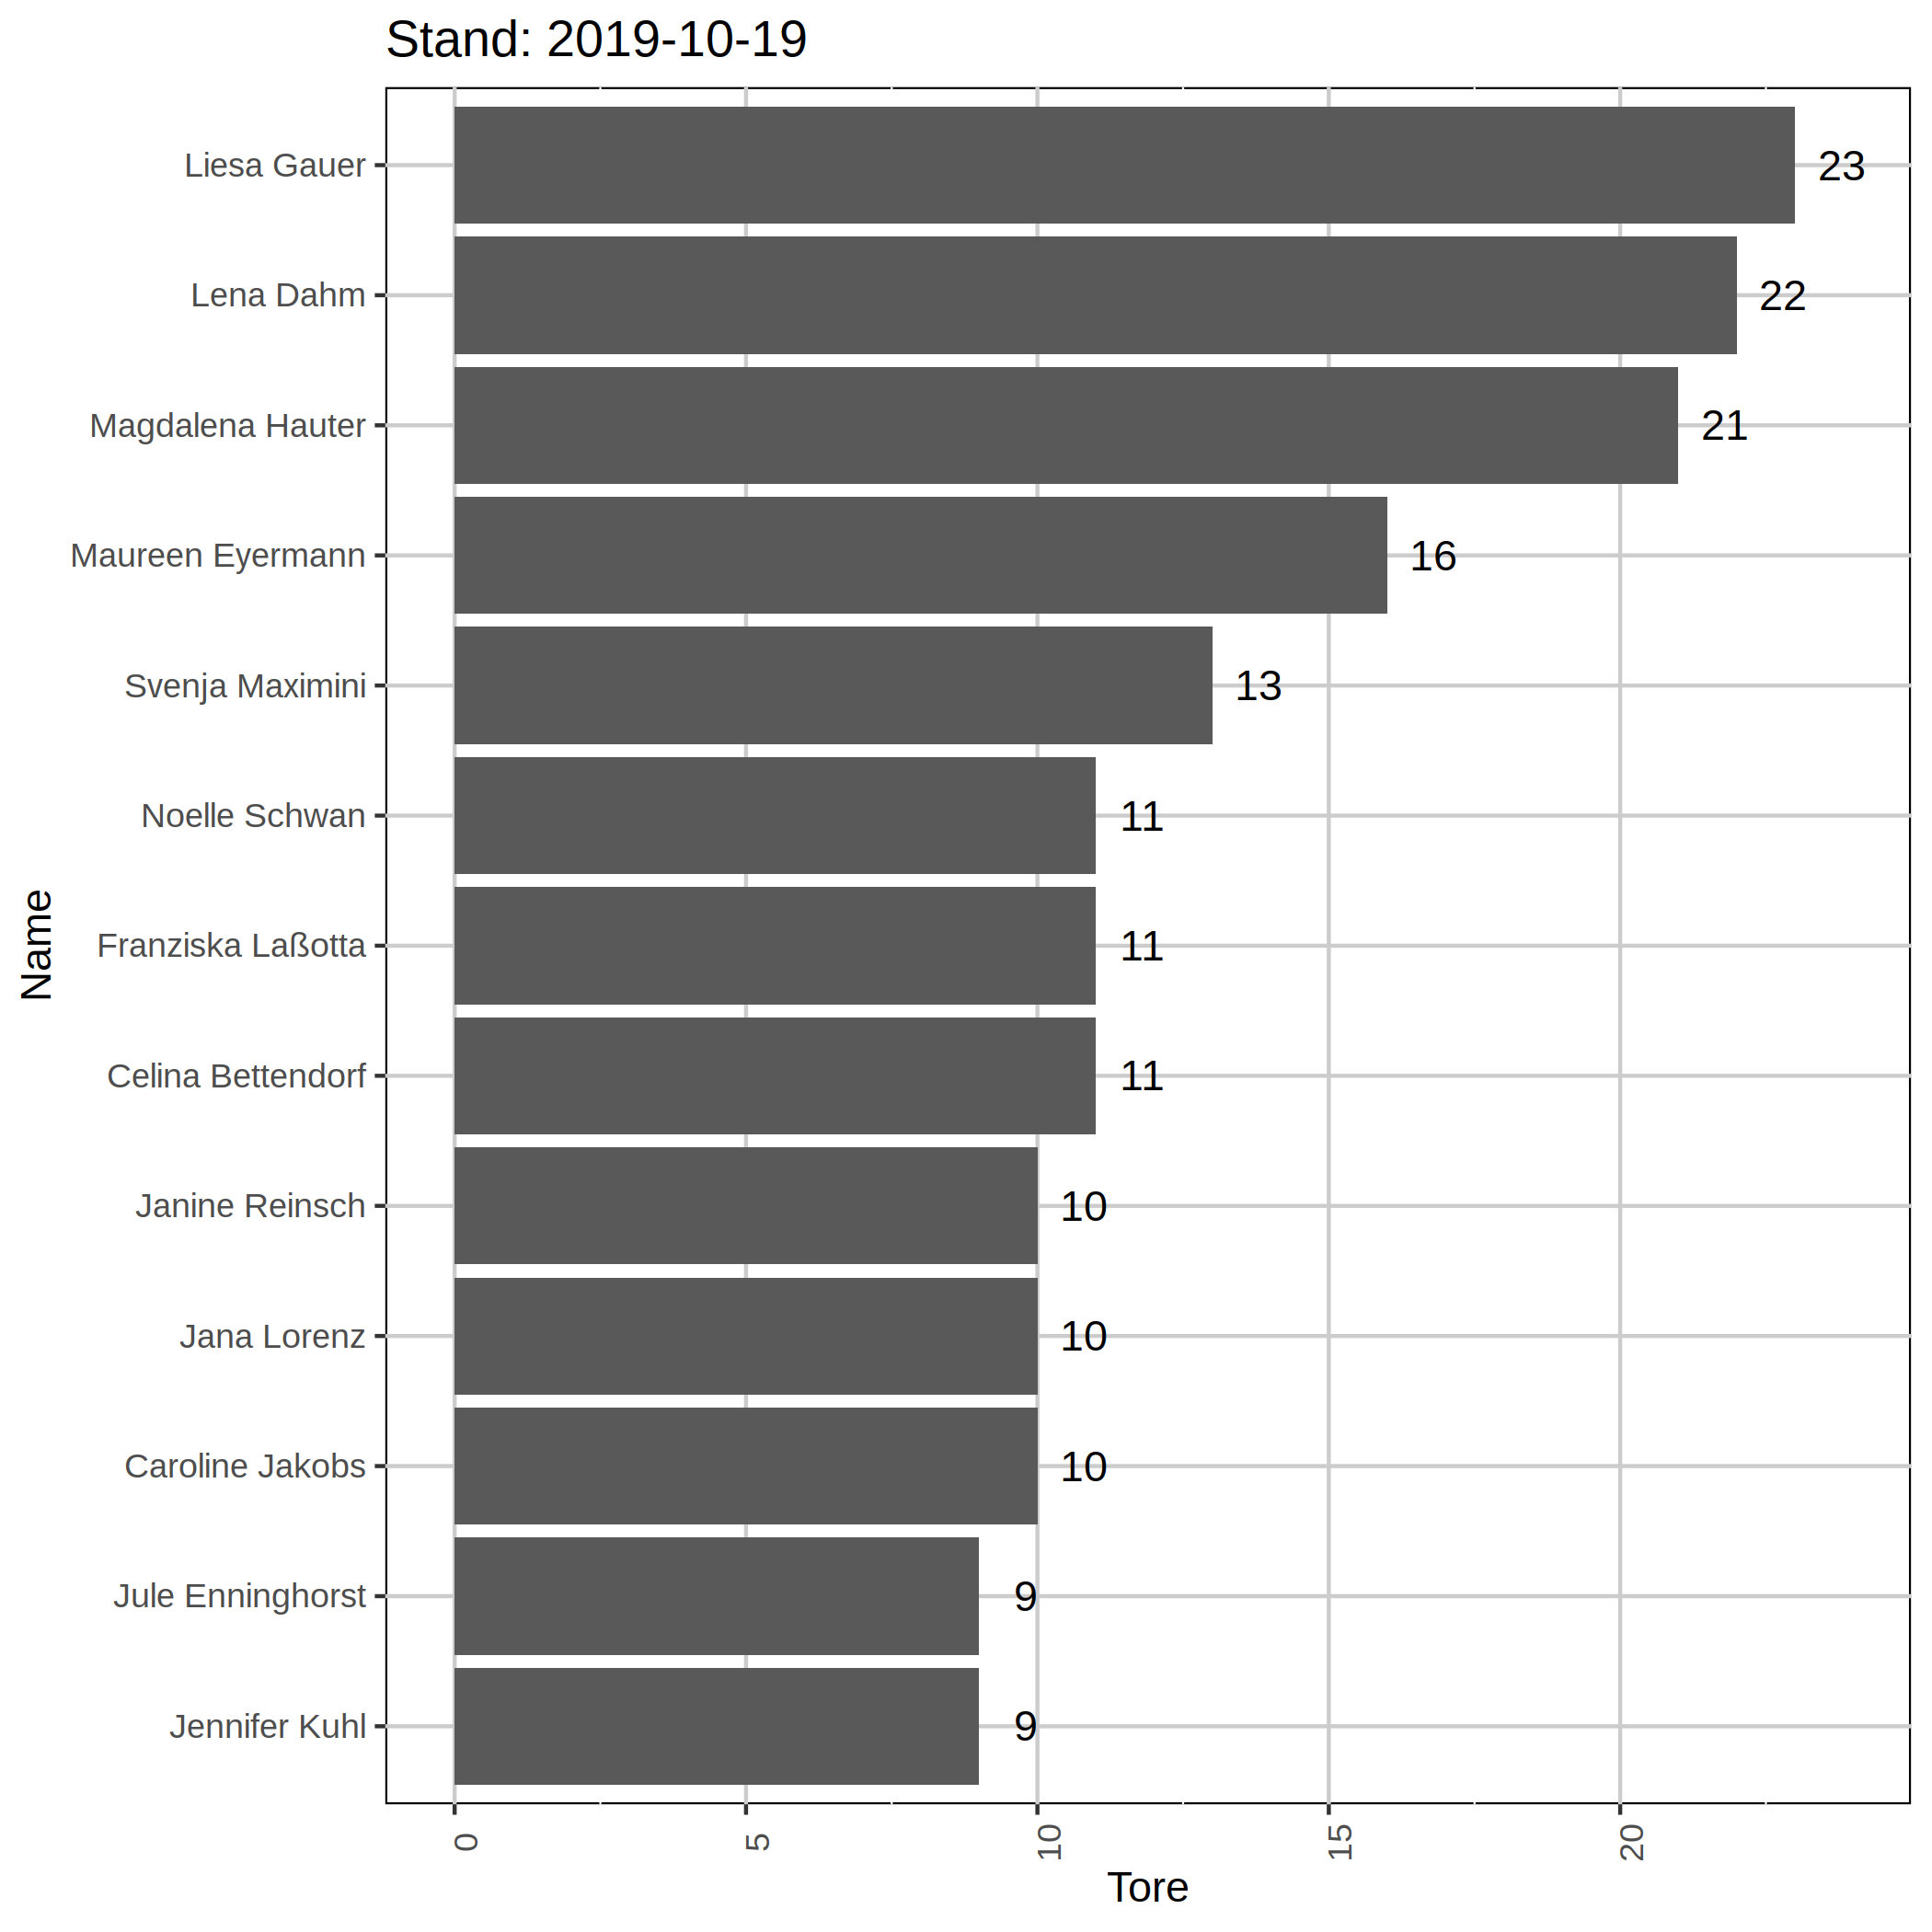 Stand: 2019-10-19
Liesa Gauer 23
Lena Dahm 22
Magdalena Hauter 21
Maureen Eyermann 16
Svenja Maximini 13
Noelle Schwan 11
Franziska Laßotta 11
Celina Bettendorf 11
Janine Reinsch 10
Jana Lorenz 10
Caroline Jakobs 10
Jule Enninghorst 9
Jennifer Kuhl 9
Name
0 5 10 15 20
Tore